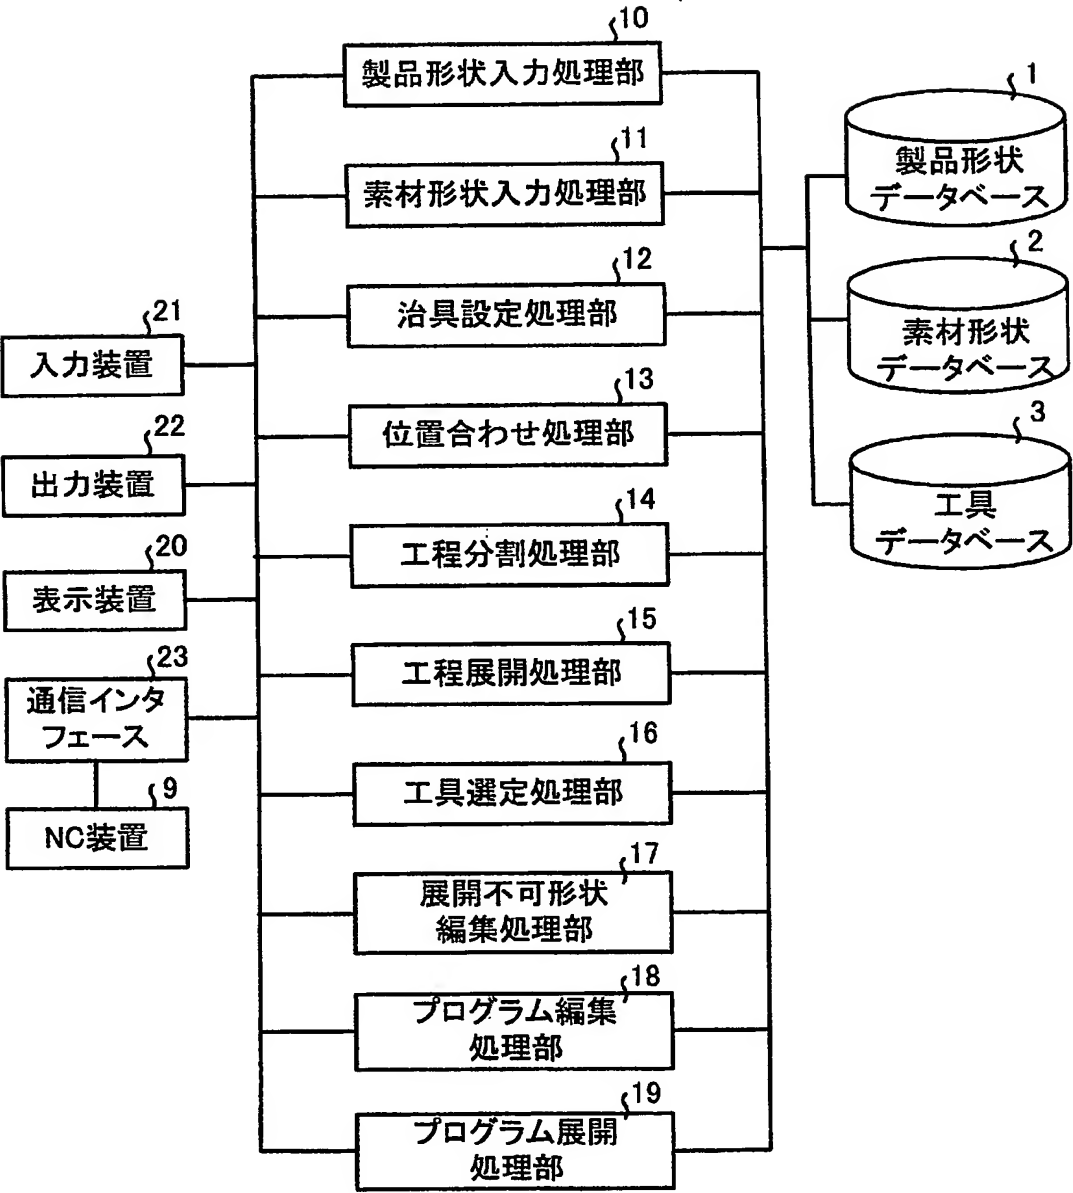 10
製品形状入力処理部
11
素材形状入力処理部
12
治具設定処理部
13
位置合わせ処理部
14
工程分割処理部
15
工程展開処理部
16
工具選定処理部
17
展開不可形状
編集処理部
18
プログラム編集
処理部
19
プログラム展開
処理部
21
入力装置
22
出力装置
20
表示装置
23
通信インタ
フェース
9
NC装置
1
製品形状
データベース
2
素材形状
データベース
3
工具
データベース